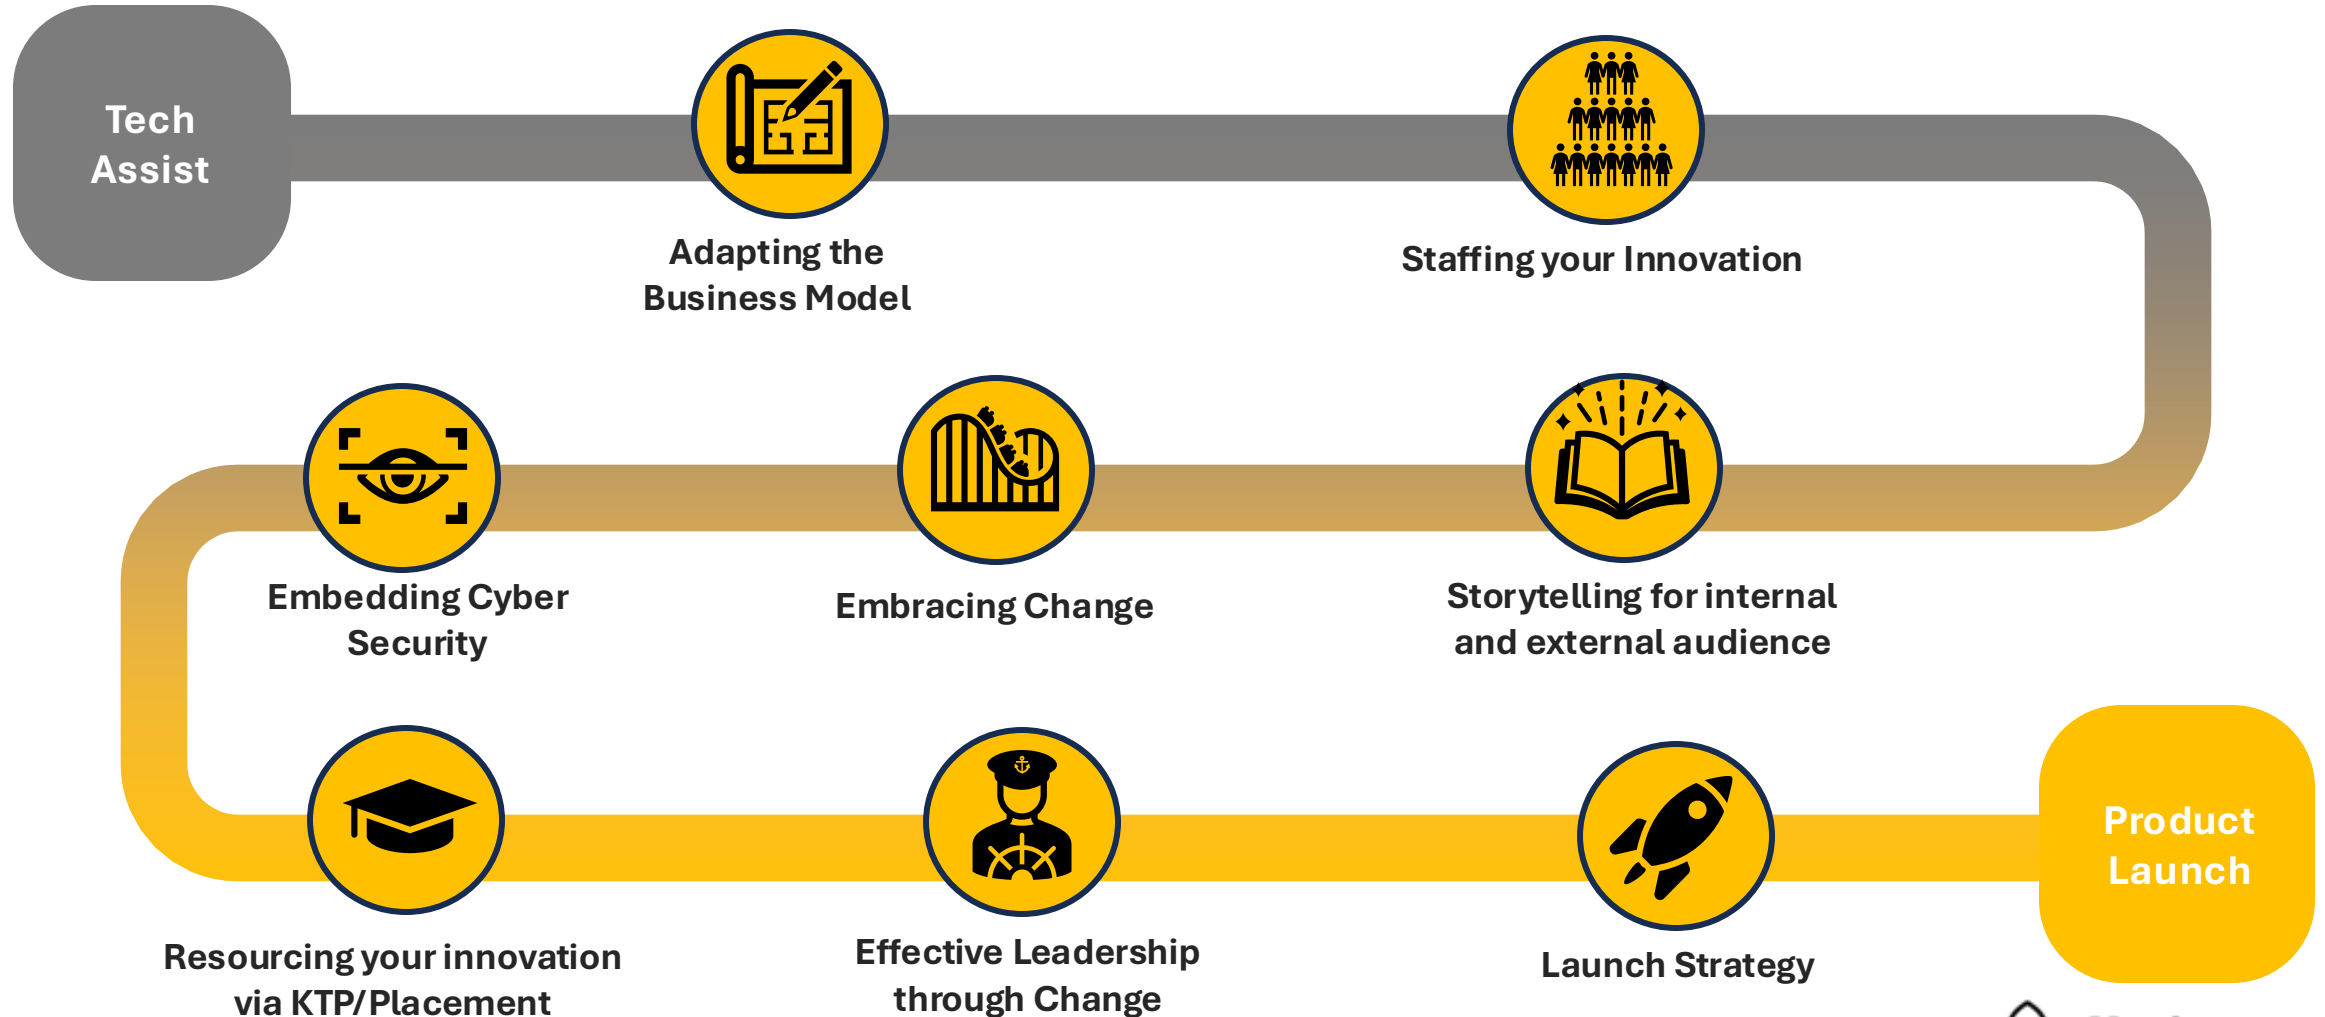 Tech
Assist
Adapting the
Business Model
Staffing your Innovation
Storytelling for internal
and external audience
Embracing Change
Embedding Cyber
Security
Resourcing your innovation
via KTP/Placement
Effective Leadership
through Change
Launch Strategy
Product
Launch